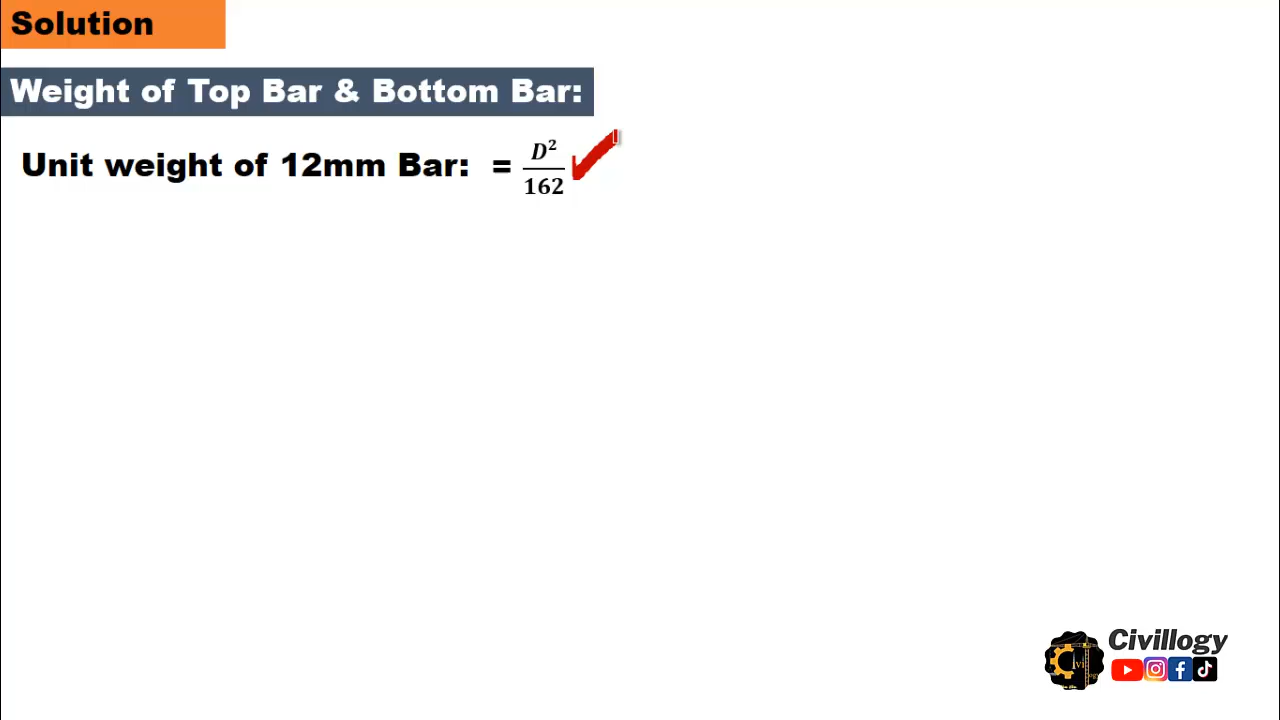 Solution
Weight of Top Bar & Bottom Bar:
Unit weight of 12mm Bar: = D²/162
Civillogy